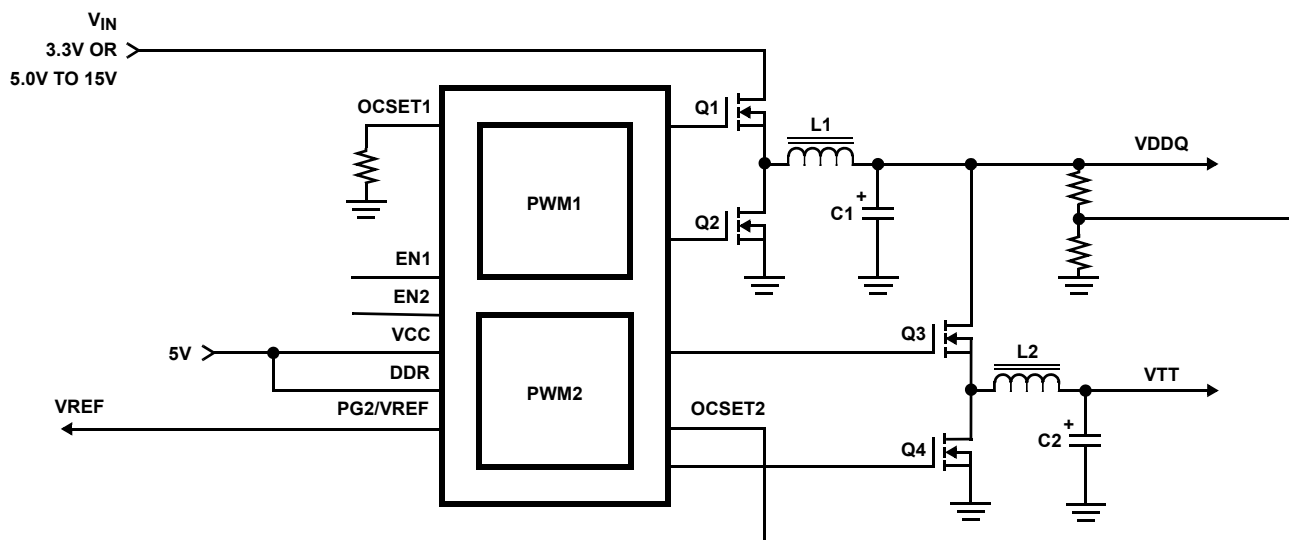 VIN
3.3V OR
5.0V TO 15V
OCSET1
Q1
L1
VDDQ
PWM1
Q2
+
C1
EN1
EN2
VCC
Q3
5V
L2
DDR
PWM2
VTT
VREF
PG2/VREF
OCSET2
+
C2
Q4